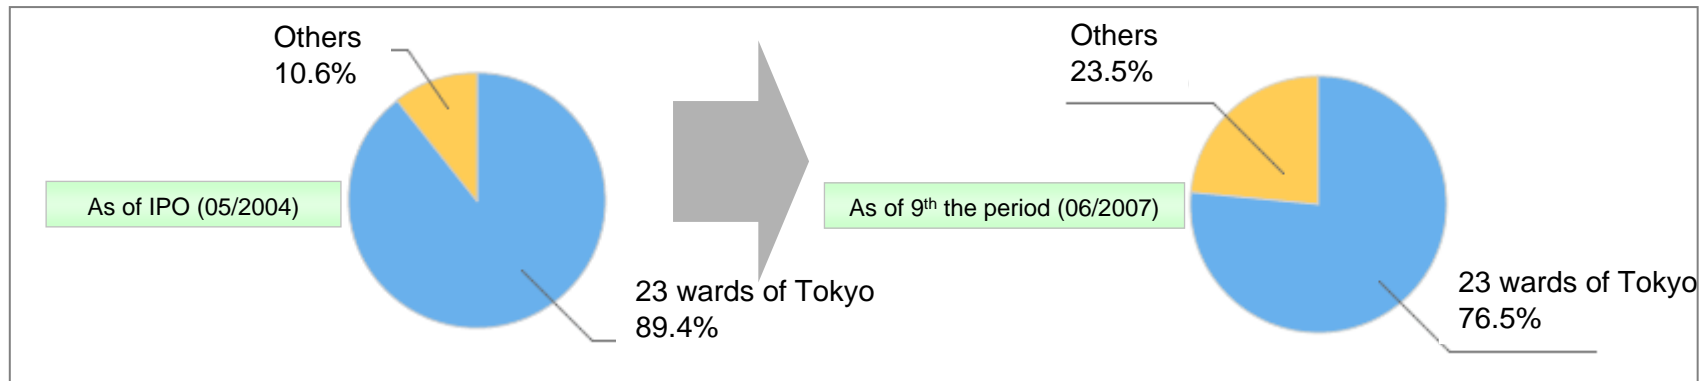 Others
10.6%
As of IPO (05/2004)
23 wards of Tokyo
89.4%
Others
23.5%
As of 9th the period (06/2007)
23 wards of Tokyo
76.5%